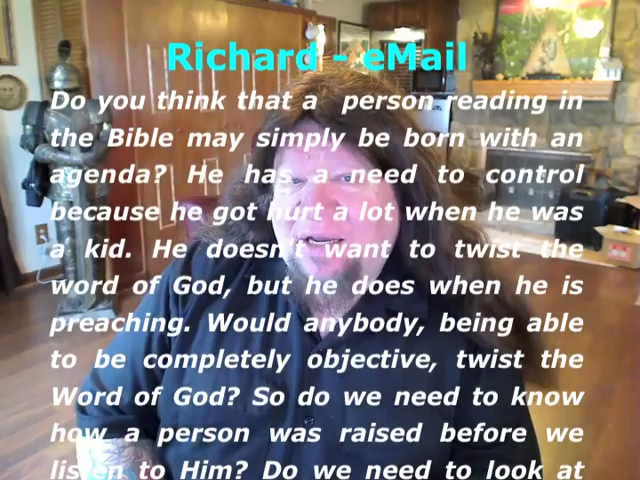 Richard - eMail
Do you think that a person reading in
the Bible may simply be born with an
agenda? He has a need to control
because he got hurt a lot when he was
a kid. He doesn't want to twist the
word of God, but he does when he is
preaching. Would anybody, being able
to be completely objective, twist the
Word of God? So do we need to know
how a person was raised before we
listen to Him? Do we need to look at